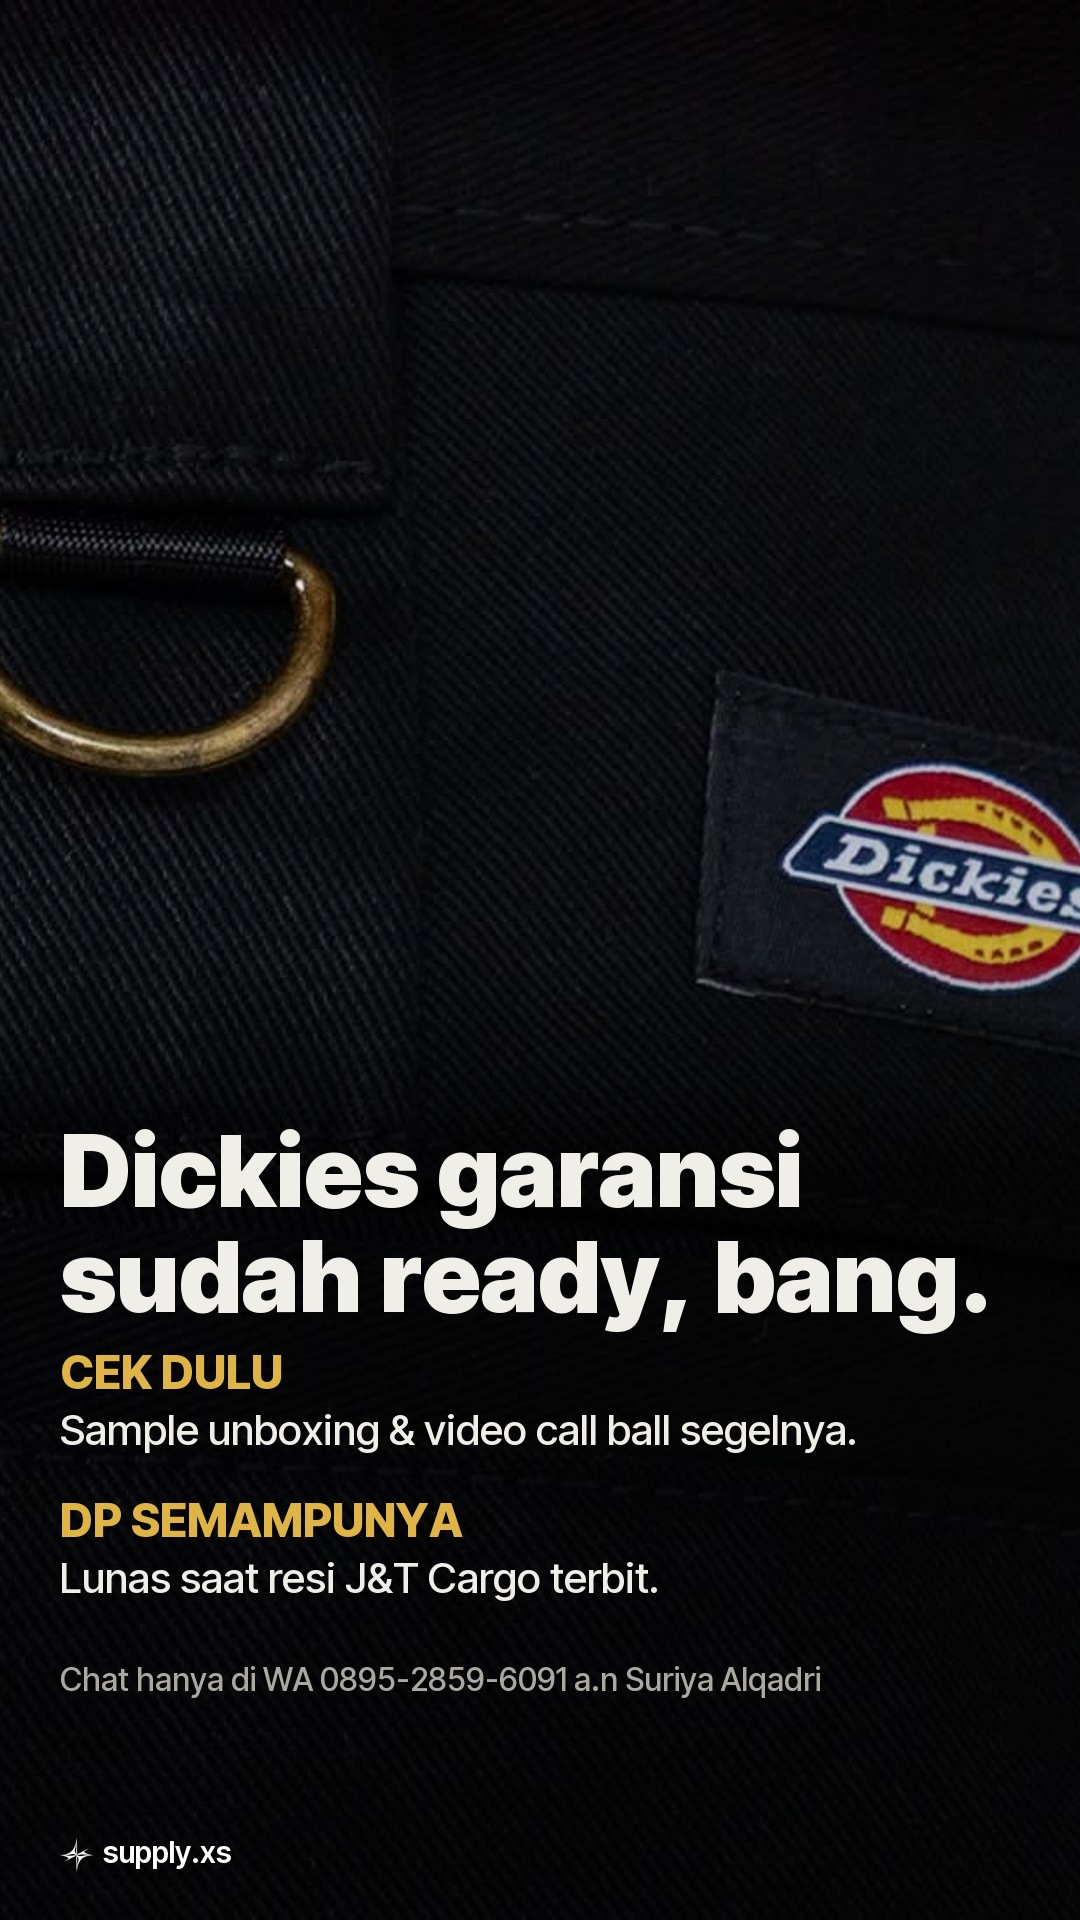 Dickies
Dickies garansi
sudah ready, bang.
CEK DULU
Sample unboxing & video call ball segelnya.
DP SEMAMPUNYA
Lunas saat resi J&T Cargo terbit.
Chat hanya di WA 0895-2859-6091 a.n Suriya Alqadri
supply.xs